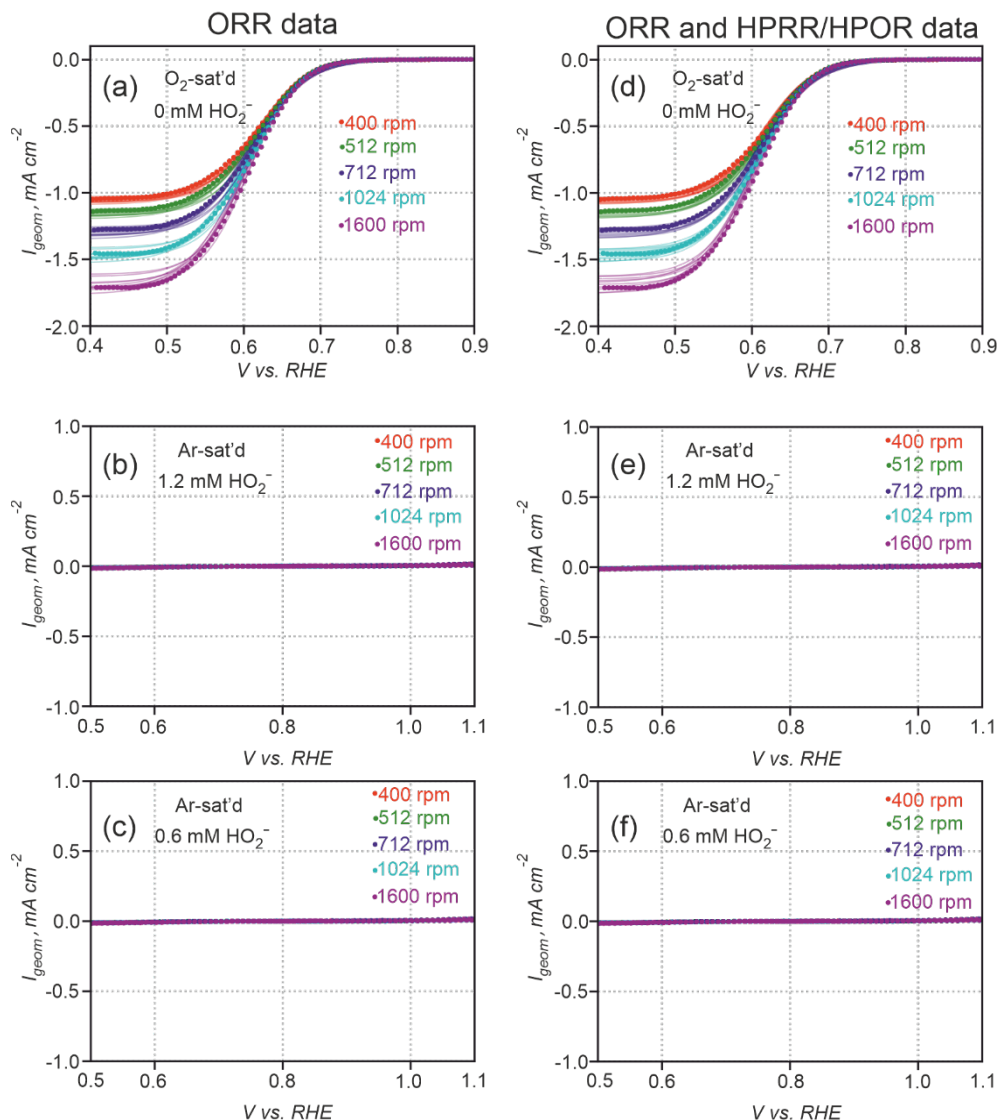 ORR data
ORR and HPRR/HPOR data
(a)
O₂-sat'd
0 mM HO₂⁻
400 rpm
512 rpm
712 rpm
1024 rpm
1600 rpm
0.0
-0.5
-1.0
-1.5
-2.0
I_geom, mA cm⁻²
0.4 0.5 0.6 0.7 0.8 0.9
V vs. RHE
(d)
O₂-sat'd
0 mM HO₂⁻
400 rpm
512 rpm
712 rpm
1024 rpm
1600 rpm
0.0
-0.5
-1.0
-1.5
-2.0
I_geom, mA cm⁻²
0.4 0.5 0.6 0.7 0.8 0.9
V vs. RHE
(b)
Ar-sat'd
1.2 mM HO₂⁻
400 rpm
512 rpm
712 rpm
1024 rpm
1600 rpm
1.0
0.5
0.0
-0.5
-1.0
I_geom, mA cm⁻²
0.5 0.6 0.8 1.0 1.1
V vs. RHE
(e)
Ar-sat'd
1.2 mM HO₂⁻
400 rpm
512 rpm
712 rpm
1024 rpm
1600 rpm
1.0
0.5
0.0
-0.5
-1.0
I_geom, mA cm⁻²
0.5 0.6 0.8 1.0 1.1
V vs. RHE
(c)
Ar-sat'd
0.6 mM HO₂⁻
400 rpm
512 rpm
712 rpm
1024 rpm
1600 rpm
1.0
0.5
0.0
-0.5
-1.0
I_geom, mA cm⁻²
0.5 0.6 0.8 1.0 1.1
V vs. RHE
(f)
Ar-sat'd
0.6 mM HO₂⁻
400 rpm
512 rpm
712 rpm
1024 rpm
1600 rpm
1.0
0.5
0.0
-0.5
-1.0
I_geom, mA cm⁻²
0.5 0.6 0.8 1.0 1.1
V vs. RHE